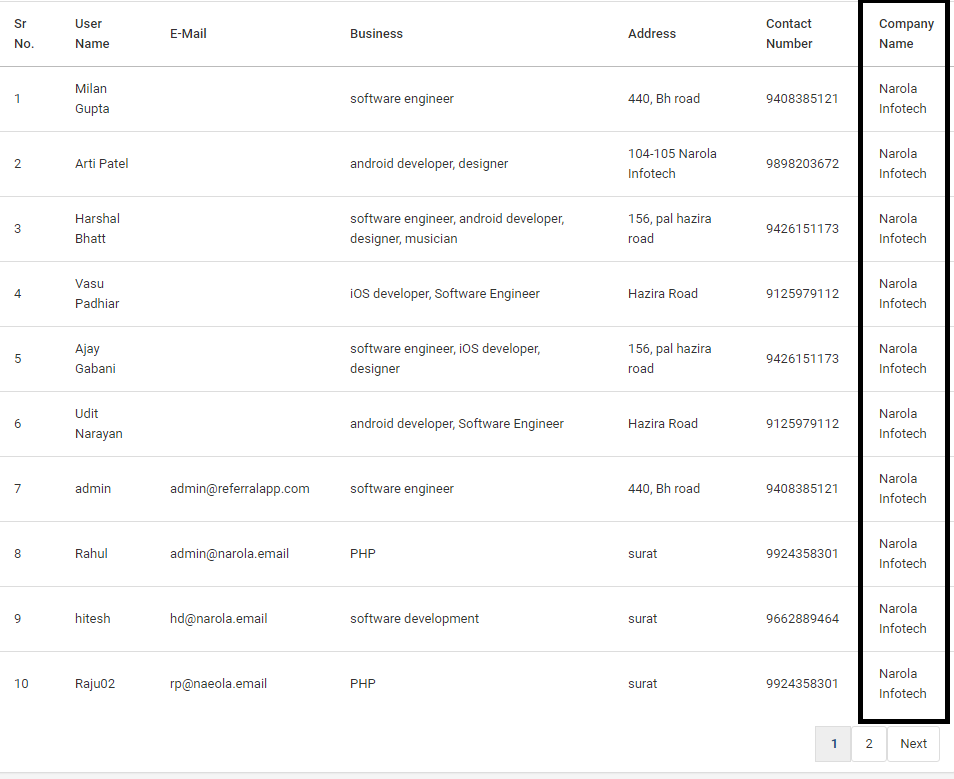 Sr No. User Name E-Mail Business Address Contact Number Company Name
1 Milan Gupta software engineer 440, Bh road 9408385121 Narola Infotech
2 Arti Patel android developer, designer 104-105 Narola Infotech 9898203672 Narola Infotech
3 Harshal Bhatt software engineer, android developer, designer, musician 156, pal hazira road 9426151173 Narola Infotech
4 Vasu Padhiar iOS developer, Software Engineer Hazira Road 9125979112 Narola Infotech
5 Ajay Gabani software engineer, iOS developer, designer 156, pal hazira road 9426151173 Narola Infotech
6 Udit Narayan android developer, Software Engineer Hazira Road 9125979112 Narola Infotech
7 admin admin@referralapp.com software engineer 440, Bh road 9408385121 Narola Infotech
8 Rahul admin@narola.email PHP surat 9924358301 Narola Infotech
9 hitesh hd@narola.email software development surat 9662889464 Narola Infotech
10 Raju02 rp@naeola.email PHP surat 9924358301 Narola Infotech
1 2 Next